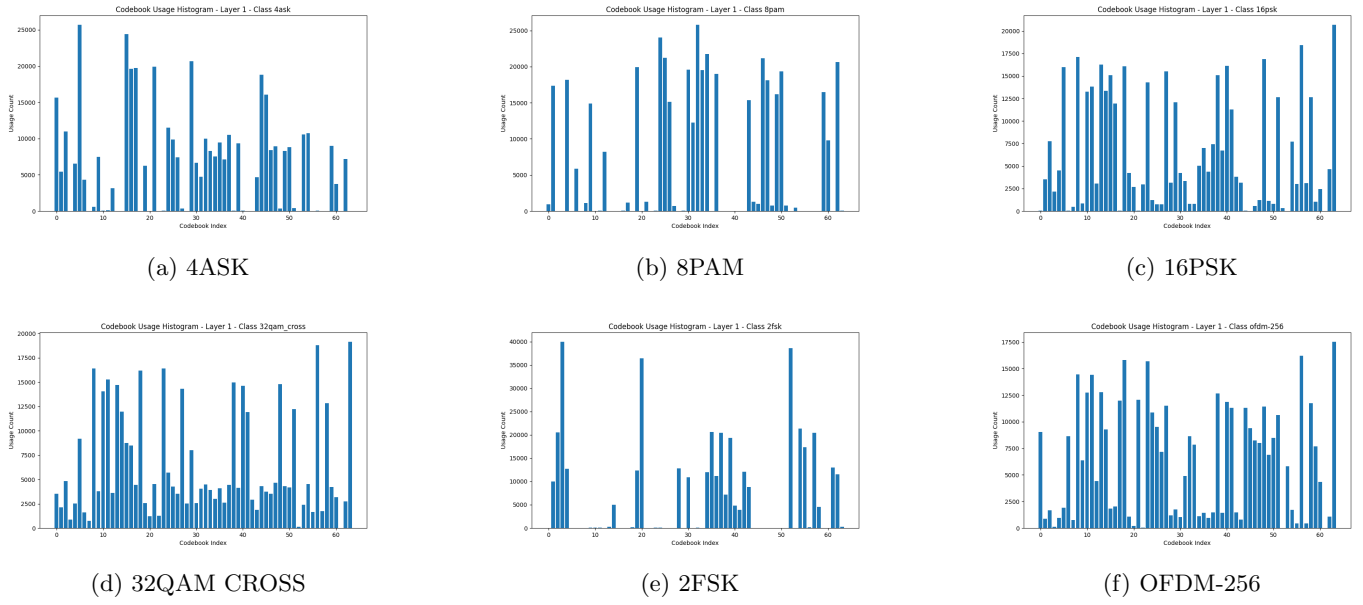 Codebook Usage Histogram - Layer 1 - Class 4ask
25000
20000
15000
10000
5000
0
Usage Count
0 10 20 30 40 50 60
Codebook Index
(a) 4ASK
Codebook Usage Histogram - Layer 1 - Class 8pam
25000
20000
15000
10000
5000
0
Usage Count
0 10 20 30 40 50 60
Codebook Index
(b) 8PAM
Codebook Usage Histogram - Layer 1 - Class 16psk
20000
17500
15000
12500
10000
7500
5000
2500
0
Usage Count
0 10 20 30 40 50 60
Codebook Index
(c) 16PSK
Codebook Usage Histogram - Layer 1 - Class 32qam_cross
20000
17500
15000
12500
10000
7500
5000
2500
0
Usage Count
0 10 20 30 40 50 60
Codebook Index
(d) 32QAM CROSS
Codebook Usage Histogram - Layer 1 - Class 2fsk
40000
35000
30000
25000
20000
15000
10000
5000
0
Usage Count
0 10 20 30 40 50 60
Codebook Index
(e) 2FSK
Codebook Usage Histogram - Layer 1 - Class ofdm-256
17500
15000
12500
10000
7500
5000
2500
0
Usage Count
0 10 20 30 40 50 60
Codebook Index
(f) OFDM-256